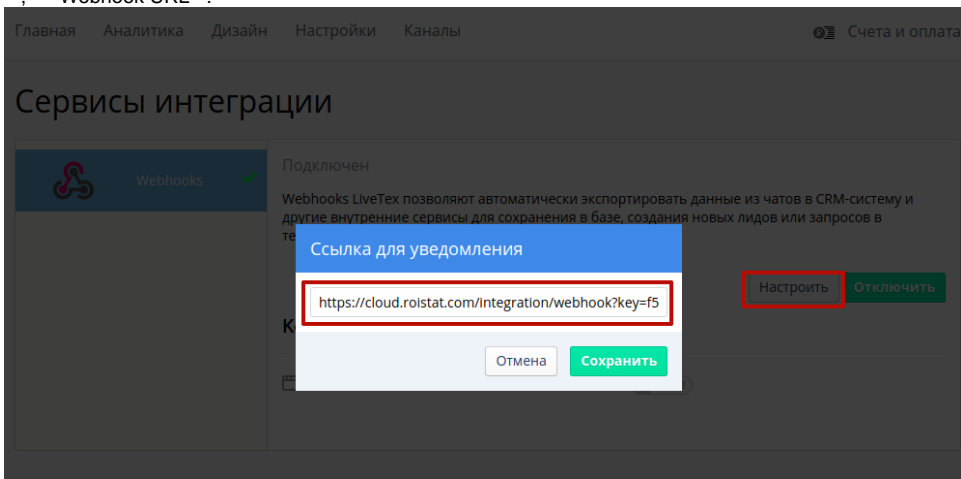 , "Webhook URL" .
Главная Аналитика Дизайн Настройки Каналы Счета и оплата
Сервисы интеграции
Webhooks
Подключен
Webhooks LiveTex позволяют автоматически экспортировать данные из чатов в CRM-систему и
другие внутренние сервисы для сохранения в базе, создания новых лидов или запросов в
те
Ссылка для уведомления
https://cloud.roistat.com/integration/webhook?key=f5
Настроить Отключить
К
Отмена Сохранить